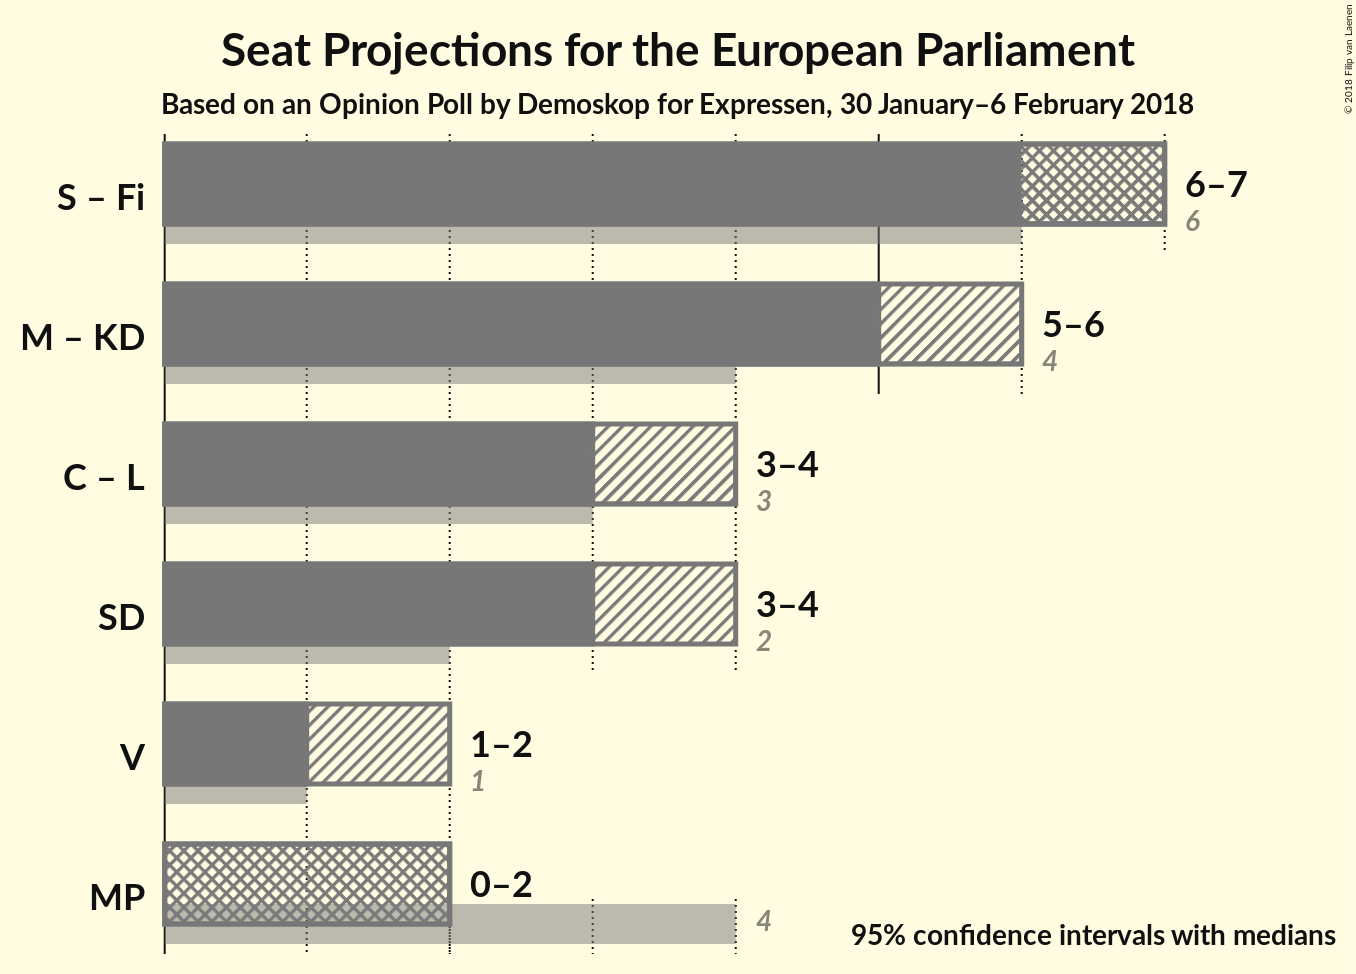 Seat Projections for the European Parliament
Based on an Opinion Poll by Demoskop for Expressen, 30 January–6 February 2018
© 2018 Filip van Laenen
S – Fi
6–7
6
M – KD
5–6
4
C – L
3–4
3
SD
3–4
2
V
1–2
1
MP
0–2
4
95% confidence intervals with medians